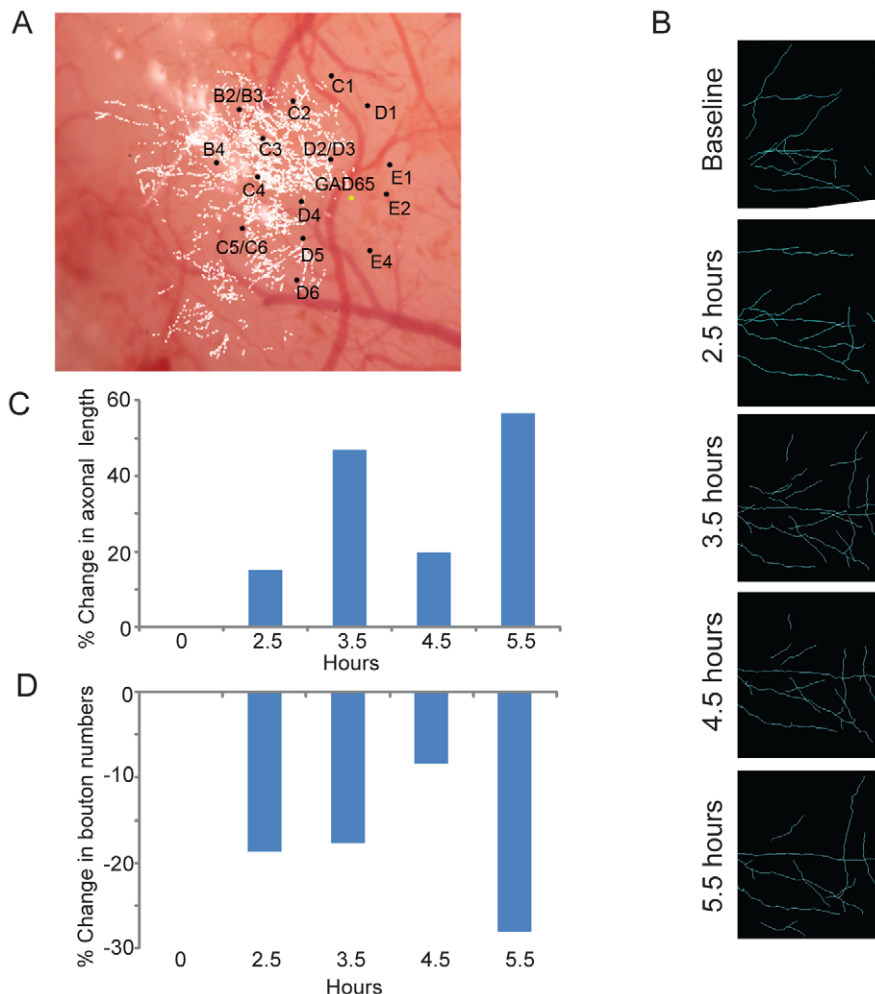 A
B2/B3
C1
C2
D1
B4
C3
D2/D3
C4
GAD65
E1
E2
D4
C5/C6
D5
E4
D6
B
Baseline
2.5 hours
3.5 hours
4.5 hours
5.5 hours
C
% Change in axonal length
60
40
20
0
0 2.5 3.5 4.5 5.5
Hours
D
% Change in bouton numbers
0
-10
-20
-30
0 2.5 3.5 4.5 5.5
Hours